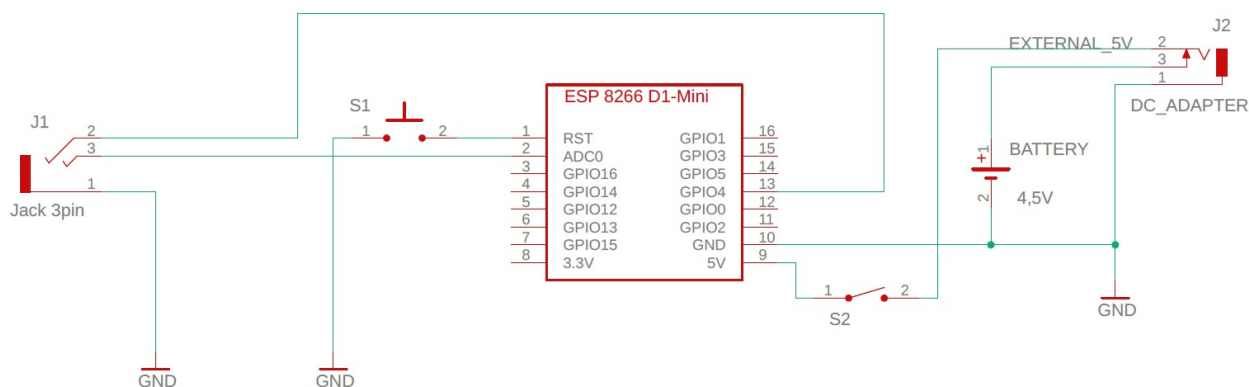 J1
2
3
1
Jack 3pin
GND
S1
1
2
GND
ESP 8266 D1-Mini
1 RST
2 ADC0
3 GPIO16
4 GPIO14
5 GPIO12
6 GPIO13
7 GPIO15
8 3.3V
GPIO1 16
GPIO3 15
GPIO5 14
GPIO4 13
GPIO0 12
GPIO2 11
GND 10
5V 9
1
2
S2
J2
EXTERNAL_5V
2
3
1
DC_ADAPTER
1
+
BATTERY
2
4,5V
GND